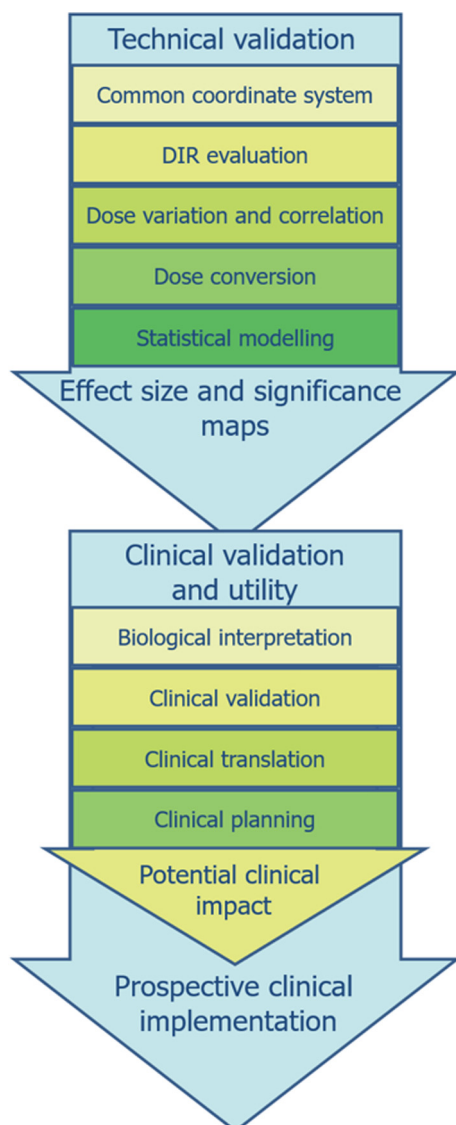 Technical validation
Common coordinate system
DIR evaluation
Dose variation and correlation
Dose conversion
Statistical modelling
Effect size and significance
maps
Clinical validation
and utility
Biological interpretation
Clinical validation
Clinical translation
Clinical planning
Potential clinical
impact
Prospective clinical
implementation